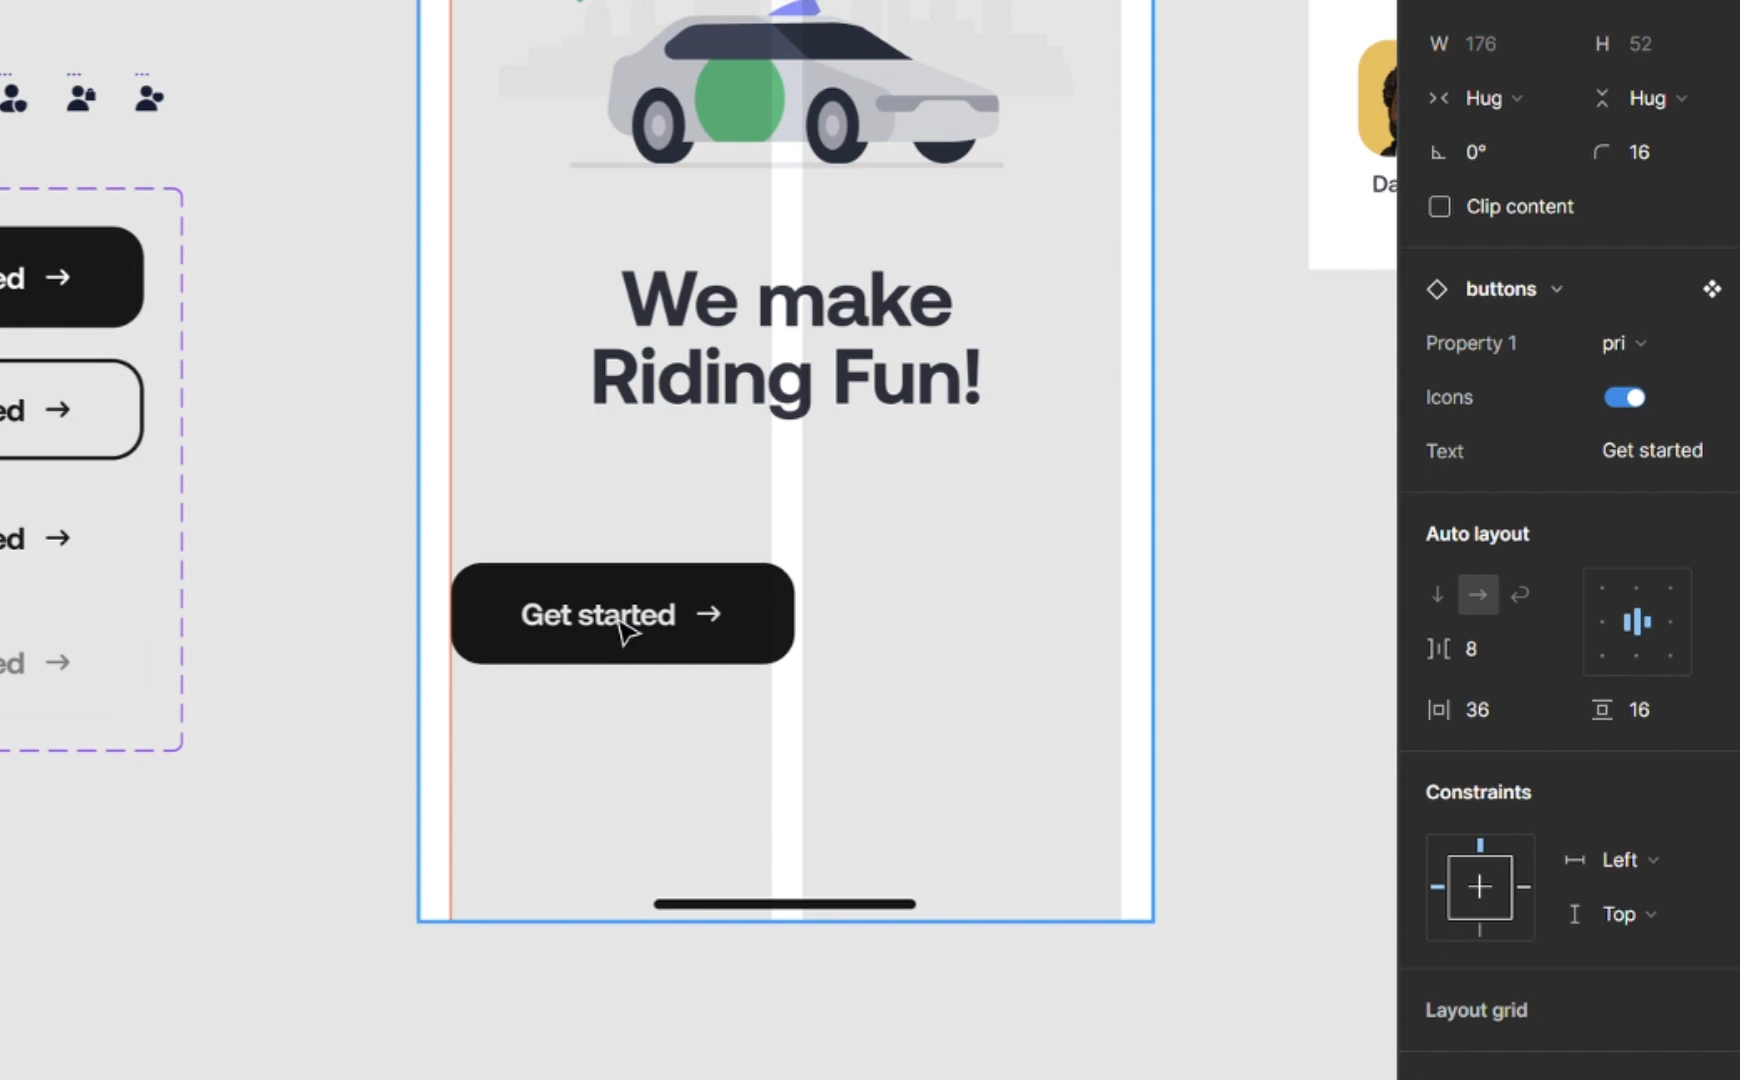 ed
ed
ed
ed
We make
Riding Fun!
Get started
Da
W 176 H 52
Hug Hug
0° 16
Clip content
buttons
Property 1 pri
Icons
Text Get started
Auto layout
8
36 16
Constraints
Left
Top
Layout grid